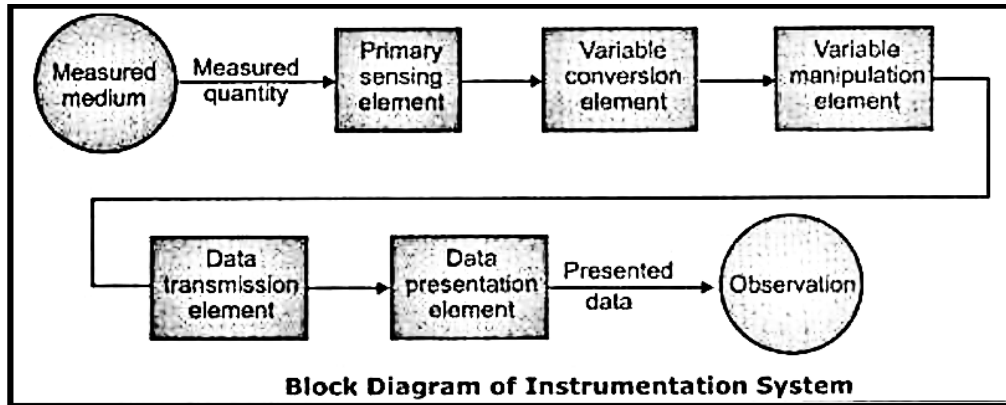 Measured
medium
Measured
quantity
Primary
sensing
element
Variable
conversion
element
Variable
manipulation
element
Data
transmission
element
Data
presentation
element
Presented
data
Observation
Block Diagram of Instrumentation System